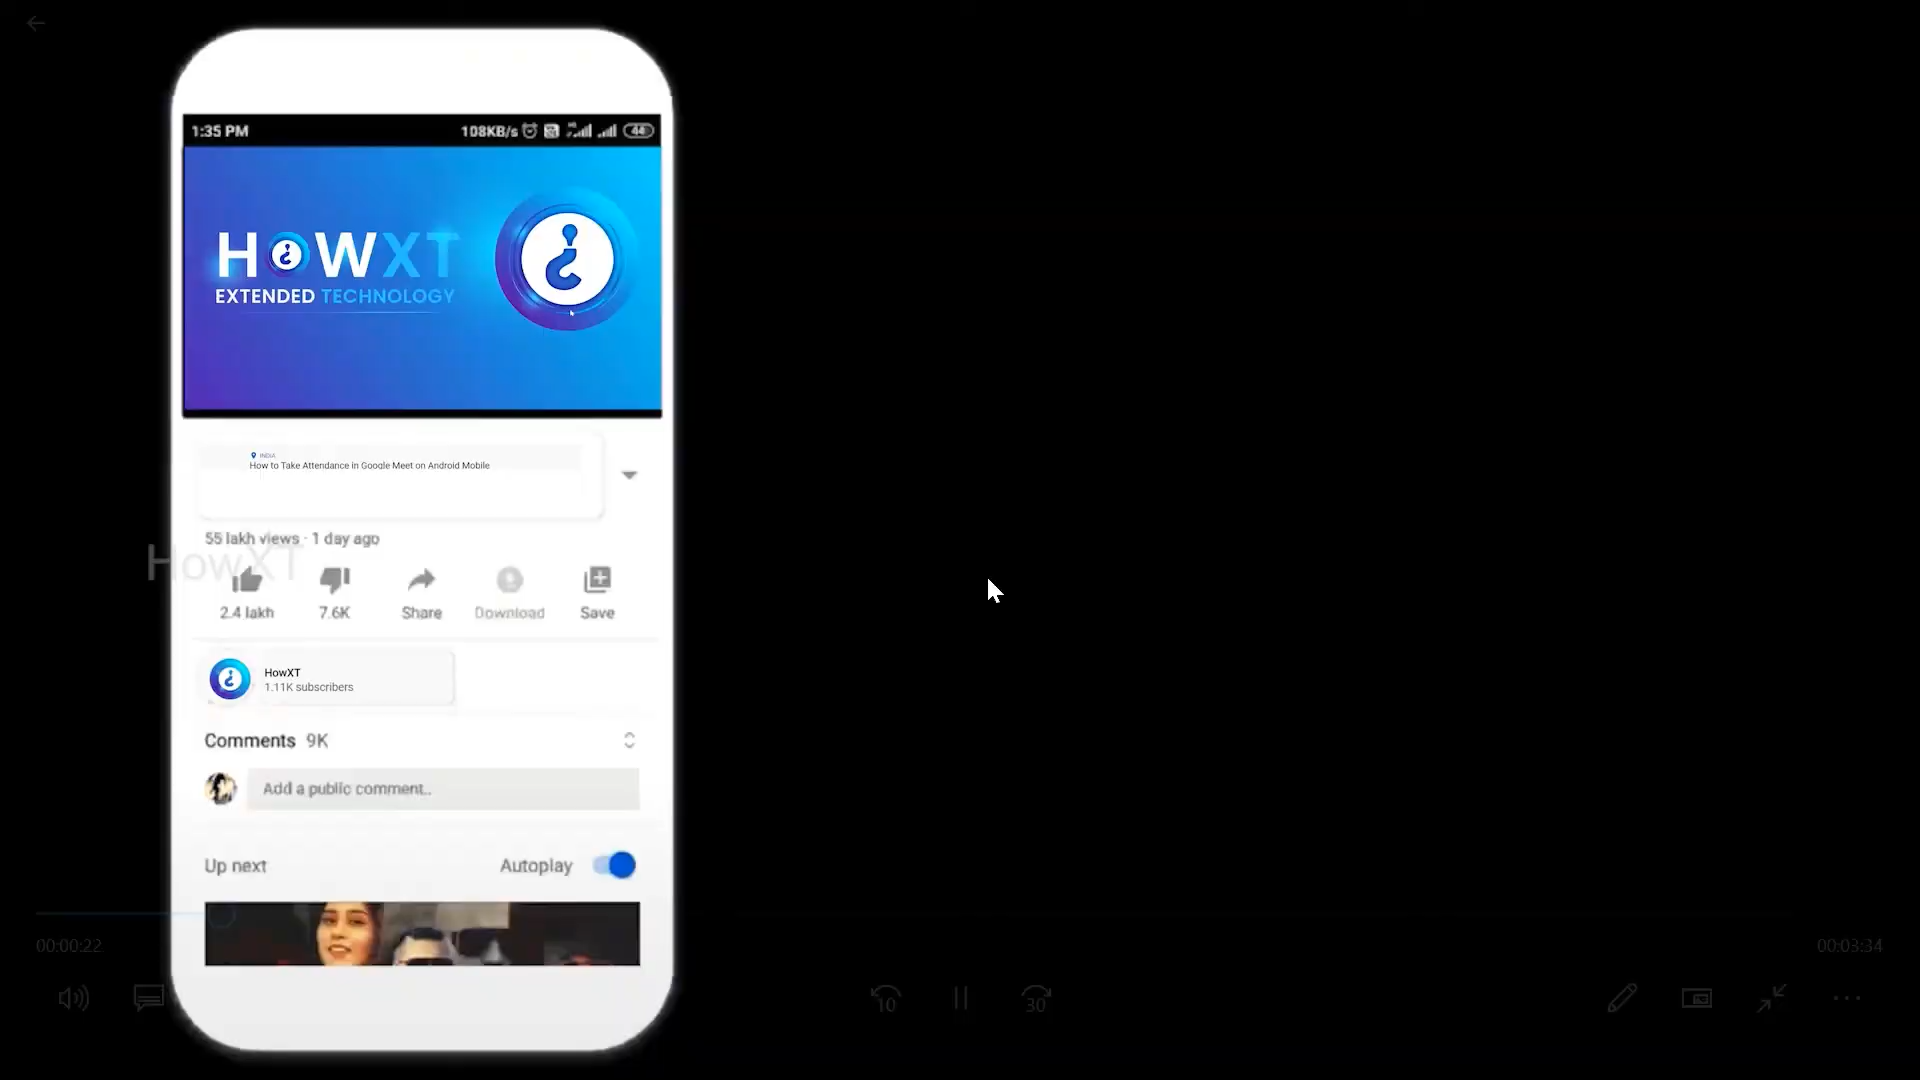 1:35 PM
108KB/s
44
HOWXT
EXTENDED TECHNOLOGY
INDIA
How to Take Attendance in Google Meet on Android Mobile
55 lakh views · 1 day ago
HowXT
2.4 lakh
7.6K
Share
Download
Save
HowXT
1.11K subscribers
Comments 9K
Add a public comment..
Up next
Autoplay
00:00:22
00:03:34
10
30